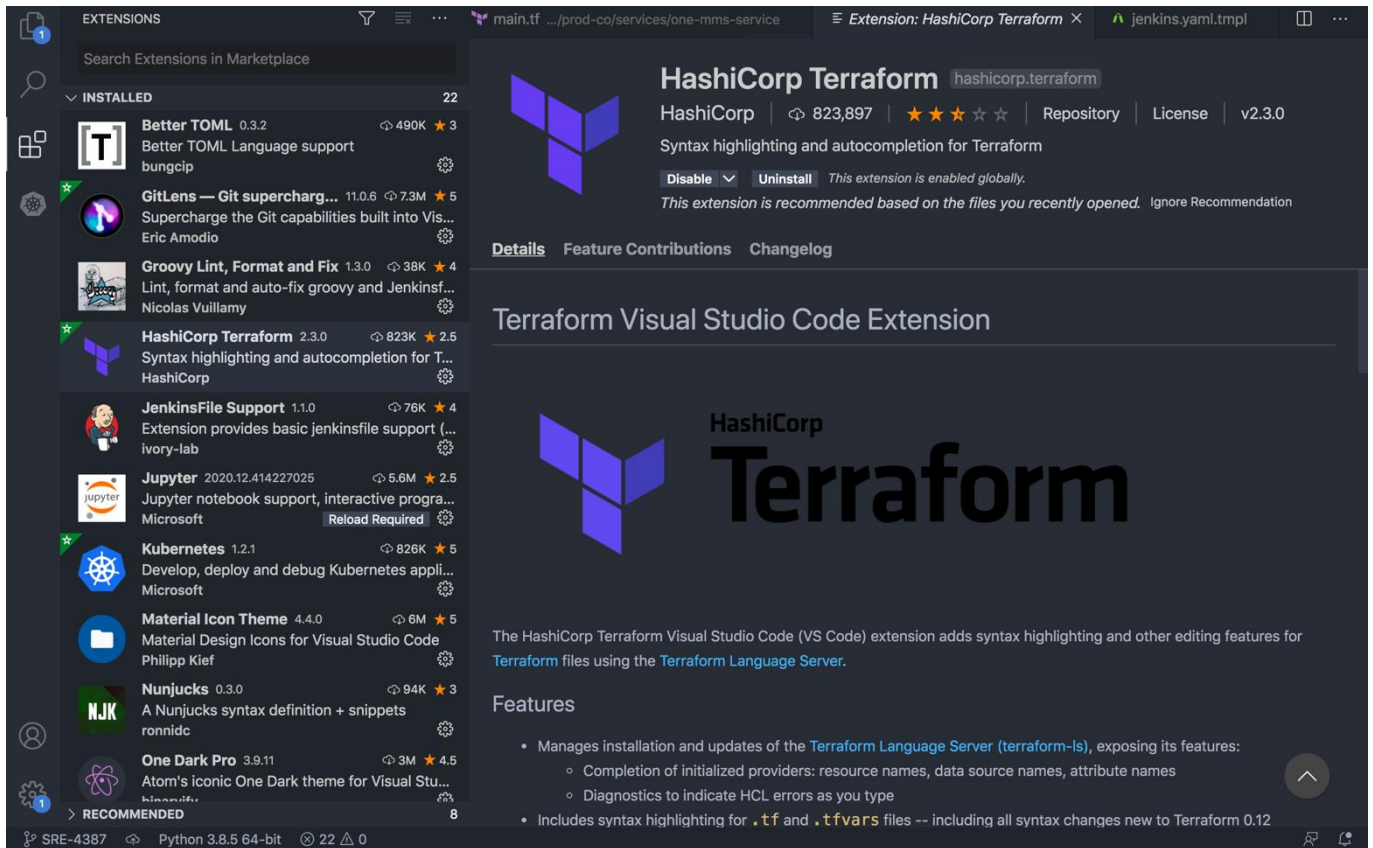 EXTENSIONS
Search Extensions in Marketplace
INSTALLED 22
[T]
Better TOML 0.3.2 490K ★ 3
Better TOML Language support
bungcip
GitLens — Git supercharg... 11.0.6 7.3M ★ 5
Supercharge the Git capabilities built into Vis...
Eric Amodio
Groovy Lint, Format and Fix 1.3.0 38K ★ 4
Lint, format and auto-fix groovy and Jenkinsf...
Nicolas Vuillamy
HashiCorp Terraform 2.3.0 823K ★ 2.5
Syntax highlighting and autocompletion for T...
HashiCorp
JenkinsFile Support 1.1.0 76K ★ 4
Extension provides basic jenkinsfile support (...
ivory-lab
jupyter
Jupyter 2020.12.414227025 5.6M ★ 2.5
Jupyter notebook support, interactive progra...
Microsoft Reload Required
Kubernetes 1.2.1 826K ★ 5
Develop, deploy and debug Kubernetes appli...
Microsoft
Material Icon Theme 4.4.0 6M ★ 5
Material Design Icons for Visual Studio Code
Philipp Kief
NJK
Nunjucks 0.3.0 94K ★ 3
A Nunjucks syntax definition + snippets
ronnidc
One Dark Pro 3.9.11 3M ★ 4.5
Atom's iconic One Dark theme for Visual Stu...
RECOMMENDED 8
main.tf .../prod-co/services/one-mms-service
Extension: HashiCorp Terraform ×
jenkins.yaml.tmpl
HashiCorp Terraform hashicorp.terraform
HashiCorp | 823,897 | ★★★☆☆ | Repository | License | v2.3.0
Syntax highlighting and autocompletion for Terraform
Disable Uninstall This extension is enabled globally.
This extension is recommended based on the files you recently opened. Ignore Recommendation
Details Feature Contributions Changelog
Terraform Visual Studio Code Extension
HashiCorp
Terraform
The HashiCorp Terraform Visual Studio Code (VS Code) extension adds syntax highlighting and other editing features for
Terraform files using the Terraform Language Server.
Features
• Manages installation and updates of the Terraform Language Server (terraform-ls), exposing its features:
◦ Completion of initialized providers: resource names, data source names, attribute names
◦ Diagnostics to indicate HCL errors as you type
• Includes syntax highlighting for .tf and .tfvars files -- including all syntax changes new to Terraform 0.12
1
1
SRE-4387 Python 3.8.5 64-bit 22 0